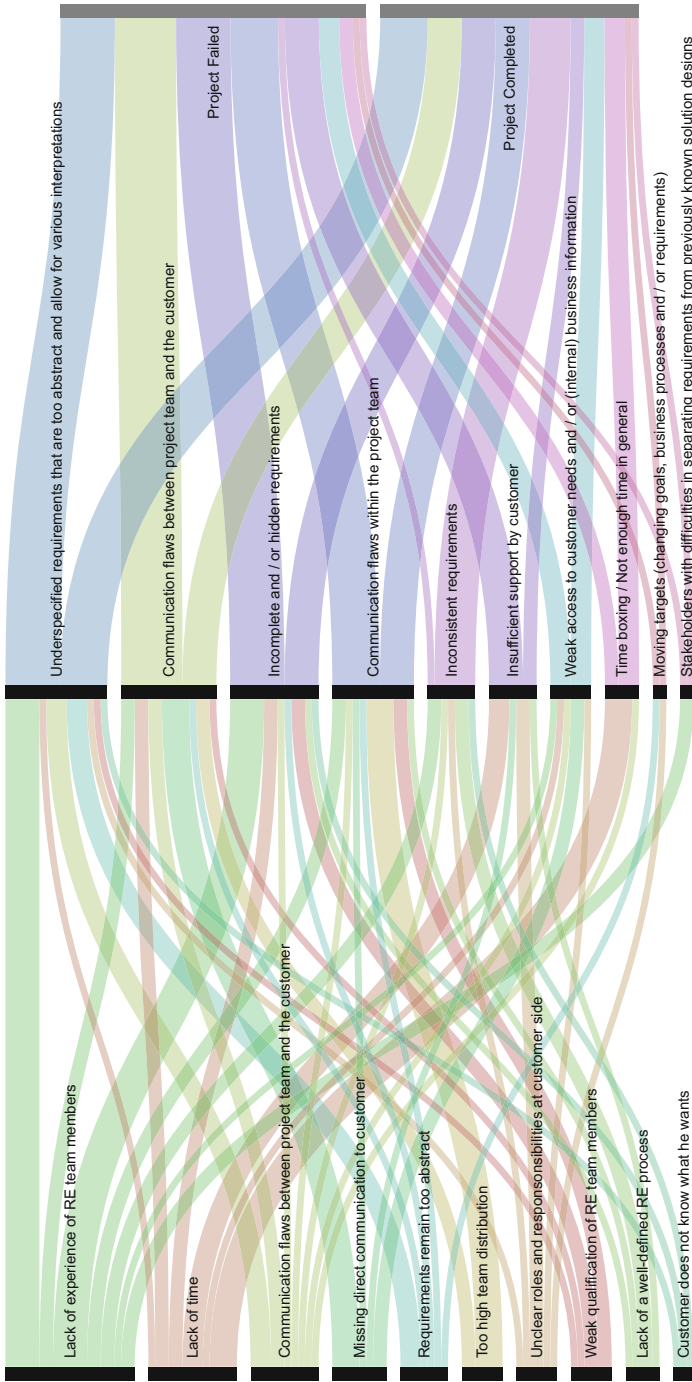 Project Failed
Project Completed
Underspecified requirements that are too abstract and allow for various interpretations
Communication flaws between project team and the customer
Incomplete and / or hidden requirements
Communication flaws within the project team
Inconsistent requirements
Insufficient support by customer
Weak access to customer needs and / or (internal) business information
Time boxing / Not enough time in general
Moving targets (changing goals, business processes and / or requirements)
Stakeholders with difficulties in separating requirements from previously known solution designs
Lack of experience of RE team members
Lack of time
Communication flaws between project team and the customer
Missing direct communication to customer
Requirements remain too abstract
Too high team distribution
Unclear roles and responsonsibilities at customer side
Weak qualification of RE team members
Lack of a well-defined RE process
Customer does not know what he wants